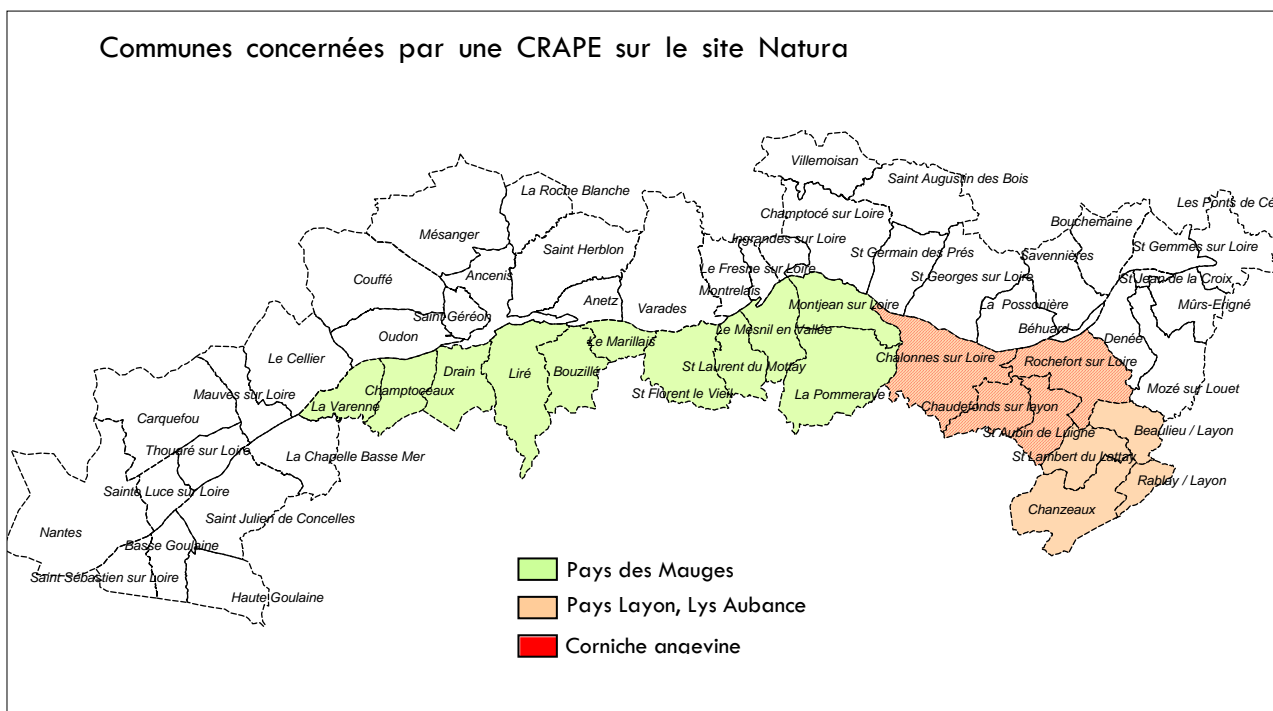 Communes concernées par une CRAPE sur le site Natura
Villemoisan
Saint Augustin des Bois
La Roche Blanche
Les Ponts de Cé
Champtocé sur Loire
Bouchemaine
Mésanger
Saint Herblon
Ingrandes sur Loire
St Gemmes sur Loire
St Germain des Prés
Savennières
Couffé
Ancenis
Le Fresne sur Loire
St Georges sur Loire
St Jean de la Croix
Montrelais
Anetz
Varades
Montjean sur Loire
La Possonière
Mûrs-Erigné
Saint Géréon
Béhuard
Oudon
Le Mesnil en Vallée
Denée
Le Marillais
Le Cellier
Chalonnes sur Loire
Rochefort sur Loire
St Laurent du Mottay
Drain
Liré
Bouzillé
Champtoceaux
Mauves sur Loire
St Florent le Vieil
La Pommeraye
Mozé sur Louet
La Varenne
Chaudefonds sur layon
Carquefou
Beaulieu / Layon
St Aubin de Luigné
Thouaré sur Loire
La Chapelle Basse Mer
St Lambert du Lattay
Rablay / Layon
Sainte Luce sur Loire
Chanzeaux
Saint Julien de Concelles
Nantes
Basse Goulaine
Saint Sébastien sur Loire
Haute Goulaine
Pays des Mauges
Pays Layon, Lys Aubance
Corniche angevine